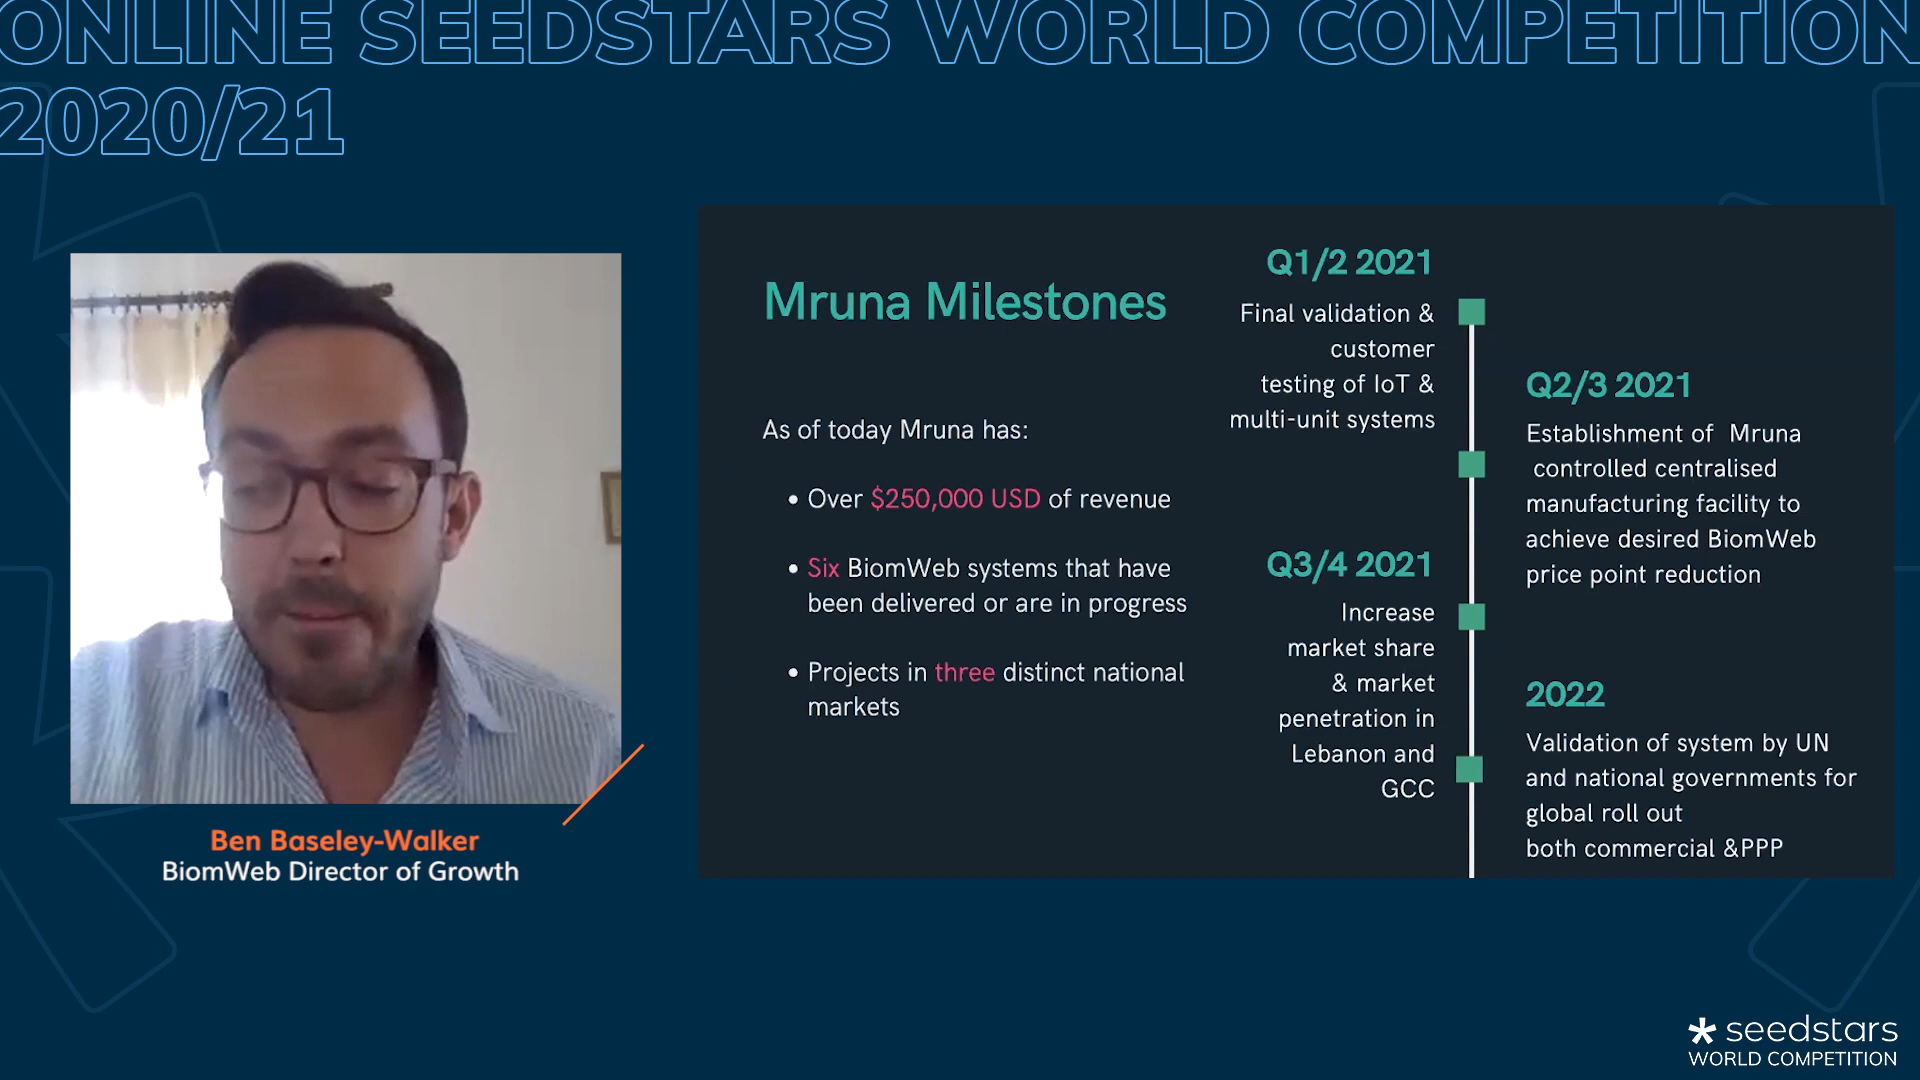 ONLINE SEEDSTARS WORLD COMPETITION
2020/21
Ben Baseley-Walker
BiomWeb Director of Growth
Mruna Milestones
As of today Mruna has:
• Over $250,000 USD of revenue
• Six BiomWeb systems that have
been delivered or are in progress
• Projects in three distinct national
markets
Q1/2 2021
Final validation &
customer
testing of IoT &
multi-unit systems
Q2/3 2021
Establishment of Mruna
controlled centralised
manufacturing facility to
achieve desired BiomWeb
price point reduction
Q3/4 2021
Increase
market share
& market
penetration in
Lebanon and
GCC
2022
Validation of system by UN
and national governments for
global roll out
both commercial &PPP
seedstars
WORLD COMPETITION